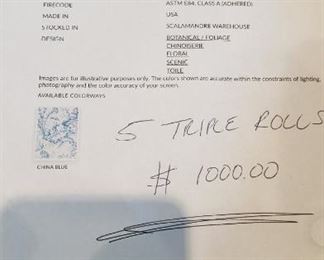 FIRECODE ASTM E84, CLASS A (ADHERED)
MADE IN USA
STOCKED IN SCALAMANDRE WAREHOUSE
DESIGN BOTANICAL / FOLIAGE
CHINOISERIE
FLORAL
SCENIC
TOILE
Images are for illustrative purposes only. The colors shown are accurate within the constraints of lighting,
photography and the color accuracy of your screen.
AVAILABLE COLORWAYS
5 TRIPLE ROLLS
$ 1000.00
CHINA BLUE